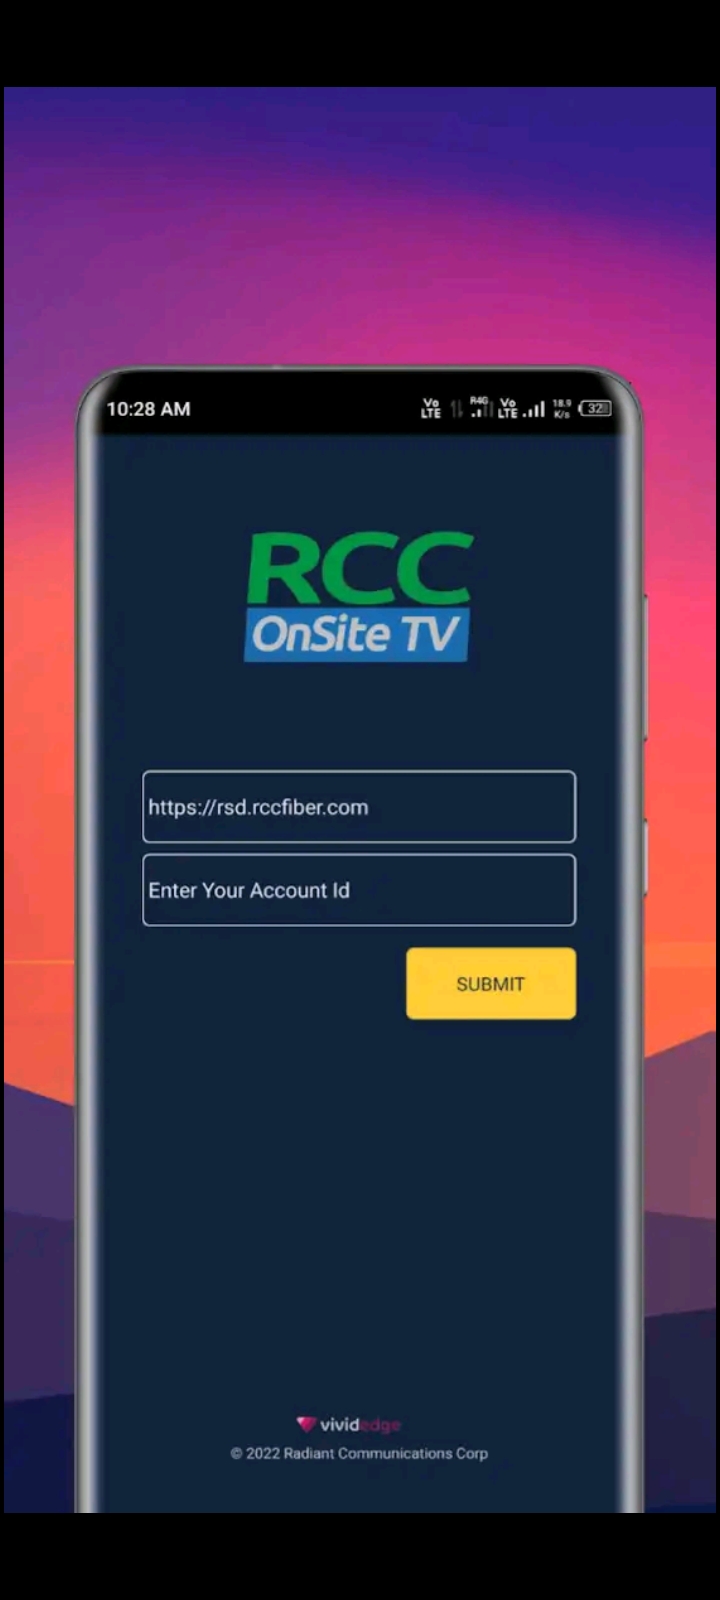 10:28 AM
Vo LTE R4G Vo LTE 18.9 K/s 32
RCC
OnSite TV
https://rsd.rccfiber.com
Enter Your Account Id
SUBMIT
vividedge
© 2022 Radiant Communications Corp